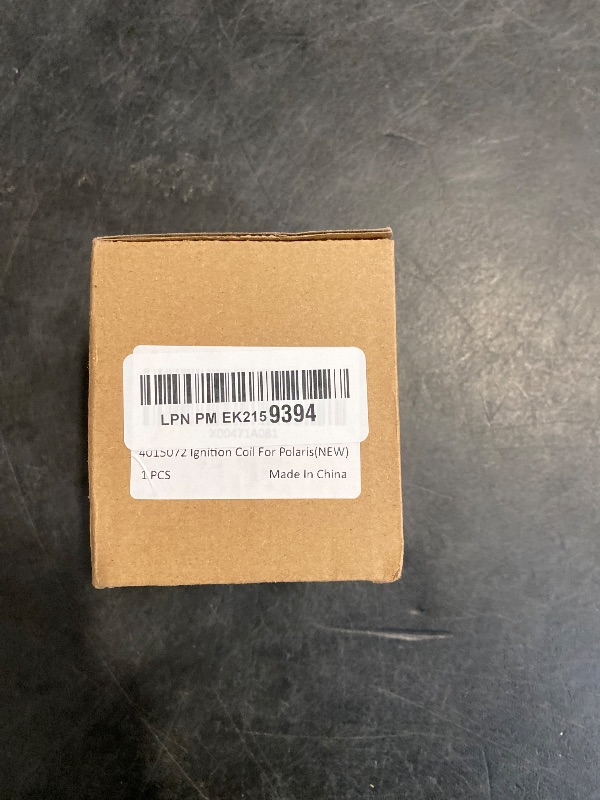 LPN PM EK2159394
4015072 Ignition Coil For Polaris(NEW)
1 PCS
Made In China